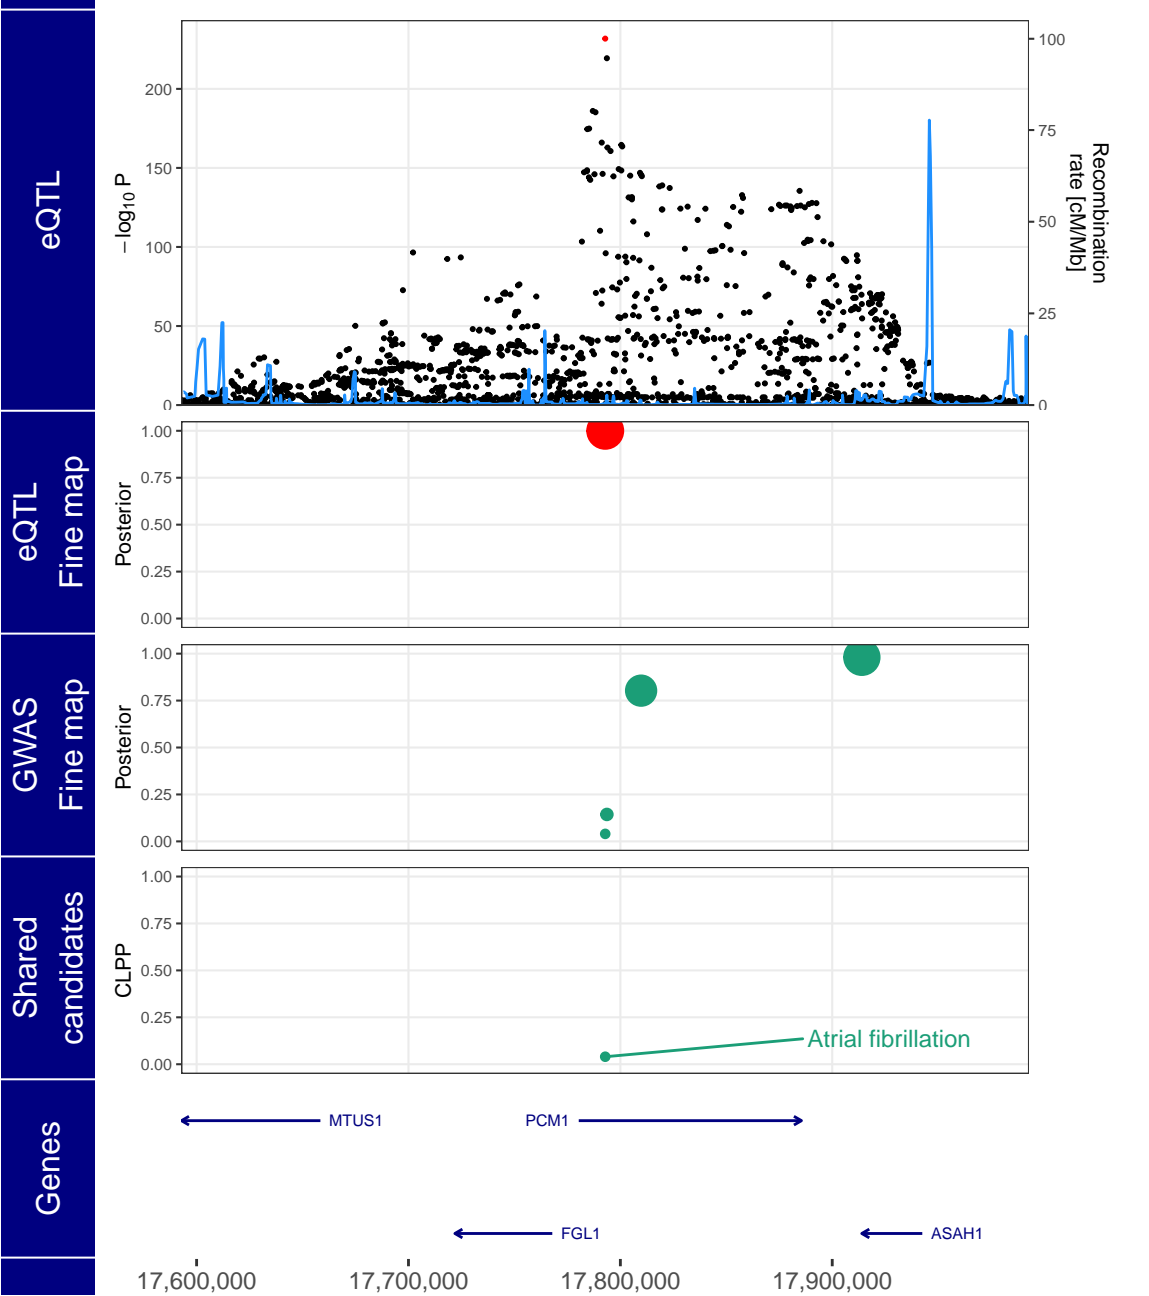 eQTL
−log10 P
200
150
100
50
0
100
75
50
25
0
Recombination
rate [cM/Mb]
eQTL
Fine map
Posterior
1.00
0.75
0.50
0.25
0.00
GWAS
Fine map
Posterior
1.00
0.75
0.50
0.25
0.00
Shared
candidates
CLPP
1.00
0.75
0.50
0.25
0.00
Atrial fibrillation
Genes
MTUS1
PCM1
FGL1
ASAH1
17,600,000
17,700,000
17,800,000
17,900,000